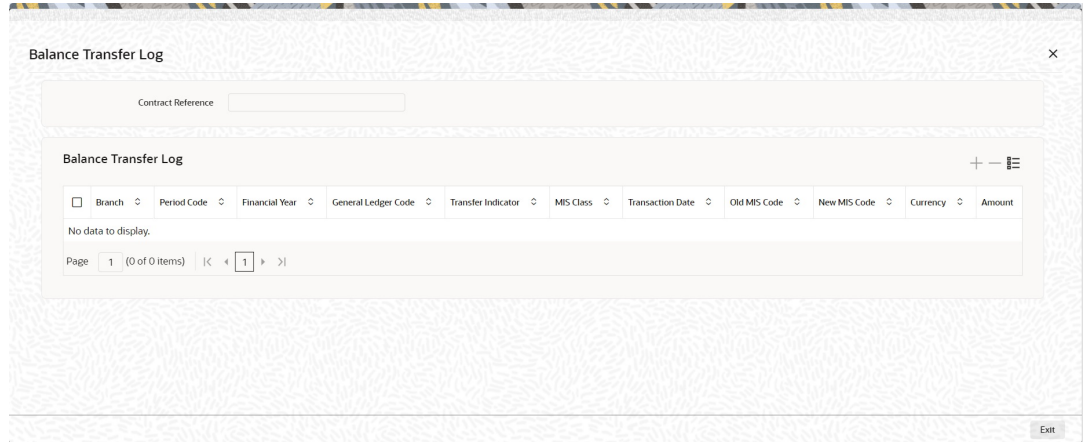 Balance Transfer Log
Contract Reference
Balance Transfer Log
Branch Period Code Financial Year General Ledger Code Transfer Indicator MIS Class Transaction Date Old MIS Code New MIS Code Currency Amount
No data to display.
Page 1 (0 of 0 items) 1
Exit